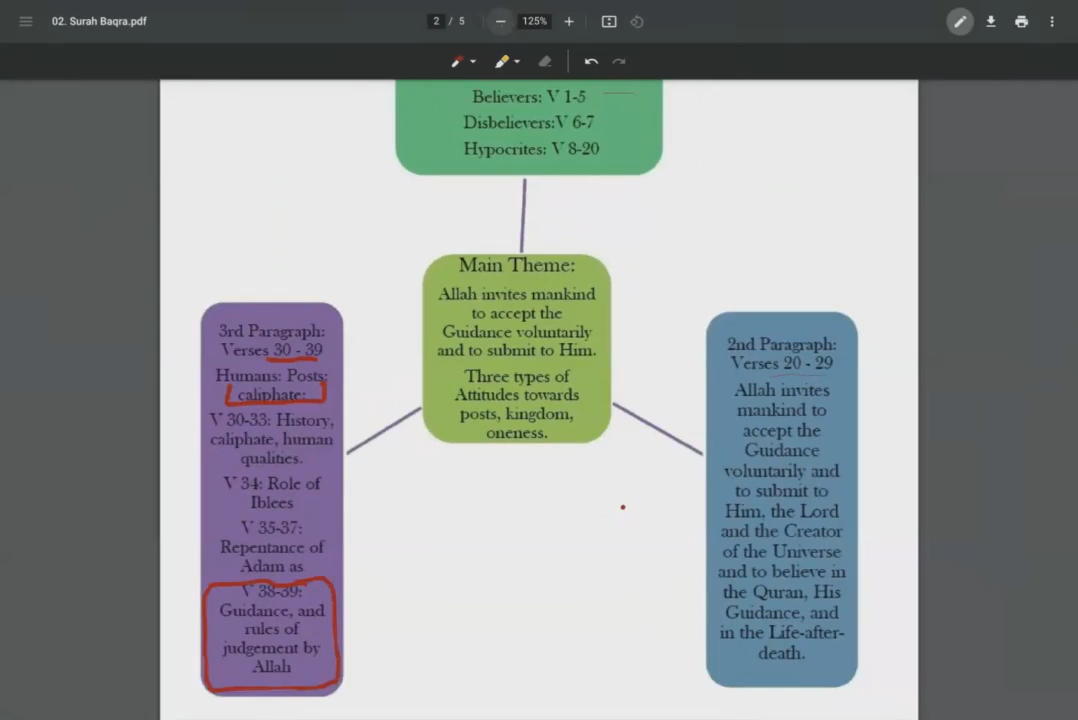 02. Surah Baqra.pdf
2 / 5
125%
Believers: V 1-5
Disbelievers:V 6-7
Hypocrites: V 8-20
Main Theme:
Allah invites mankind
to accept the
Guidance voluntarily
and to submit to Him.
Three types of
Attitudes towards
posts, kingdom,
oneness.
3rd Paragraph:
Verses 30 - 39
Humans: Posts:
caliphate:
V 30-33: History,
caliphate, human
qualities.
V 34: Role of
Iblees
V 35-37:
Repentance of
Adam as
V 38-39:
Guidance, and
rules of
judgement by
Allah
2nd Paragraph:
Verses 20 - 29
Allah invites
mankind to
accept the
Guidance
voluntarily and
to submit to
Him, the Lord
and the Creator
of the Universe
and to believe in
the Quran, His
Guidance, and
in the Life-after-
death.